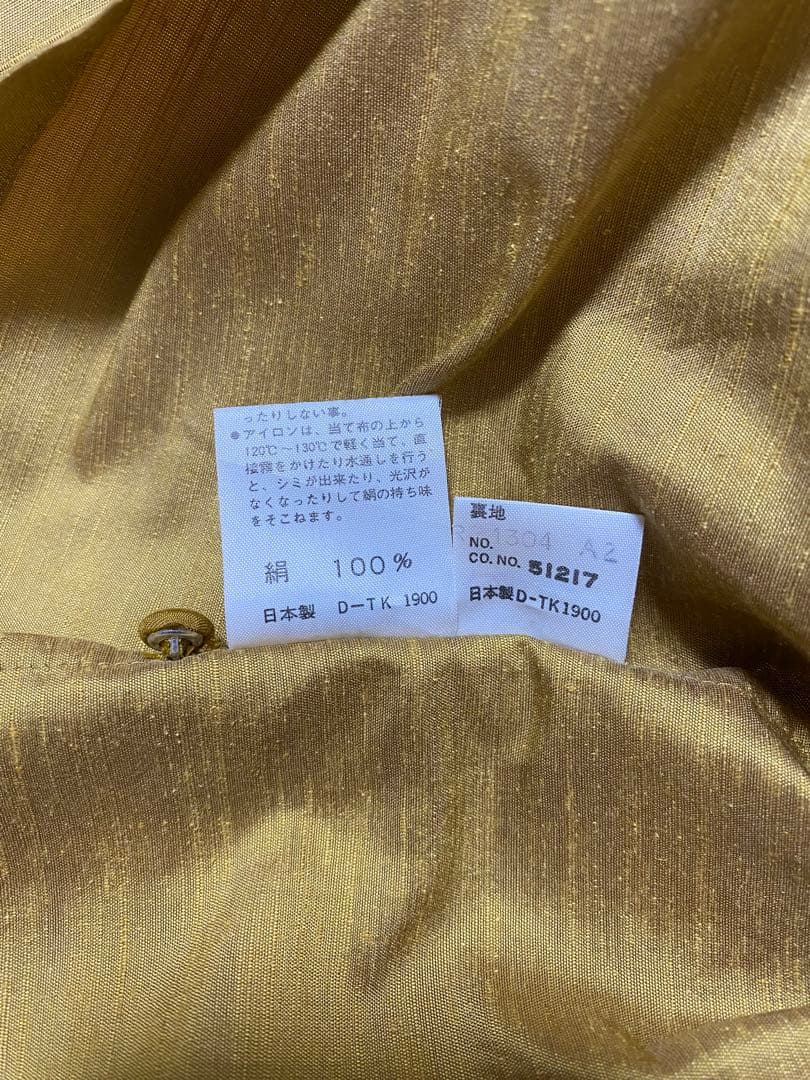 ったりしない事。
●アイロンは、当て布の上から
120℃〜130℃で軽く当て、直
接霧をかけたり水通しを行う
と、シミが出来たり、光沢が
なくなったりして絹の持ち味
をそこねます。
絹 100%
日本製 D-TK 1900
裏地
NO. 1304 A2
CO. NO. 51217
日本製D-TK1900